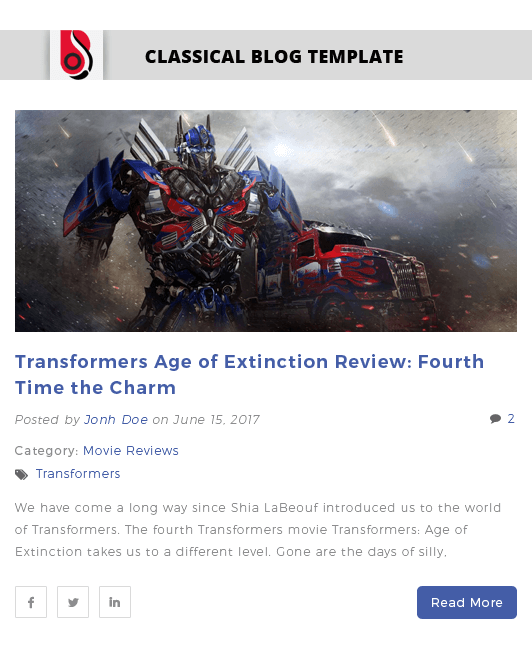 CLASSICAL BLOG TEMPLATE
Transformers Age of Extinction Review: Fourth
Time the Charm
Posted by Jonh Doe on June 15, 2017
2
Category: Movie Reviews
Transformers
We have come a long way since Shia LaBeouf introduced us to the world
of Transformers. The fourth Transformers movie Transformers: Age of
Extinction takes us to a different level. Gone are the days of silly,
Read More